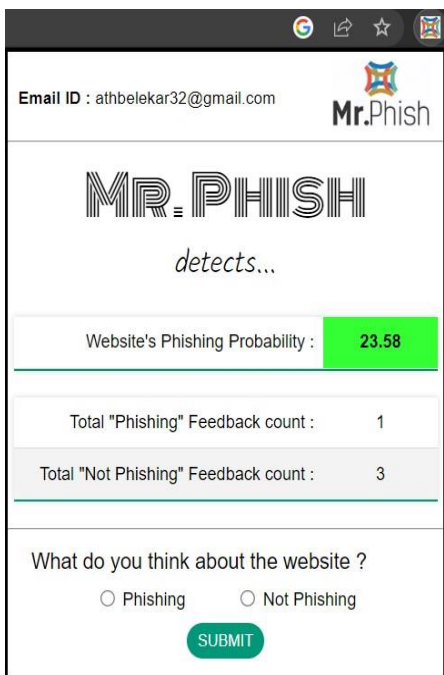 Email ID : athbelekar32@gmail.com
Mr.Phish
MR. PHISH
detects...
Website's Phishing Probability : 23.58
Total "Phishing" Feedback count : 1
Total "Not Phishing" Feedback count : 3
What do you think about the website ?
Phishing Not Phishing
SUBMIT